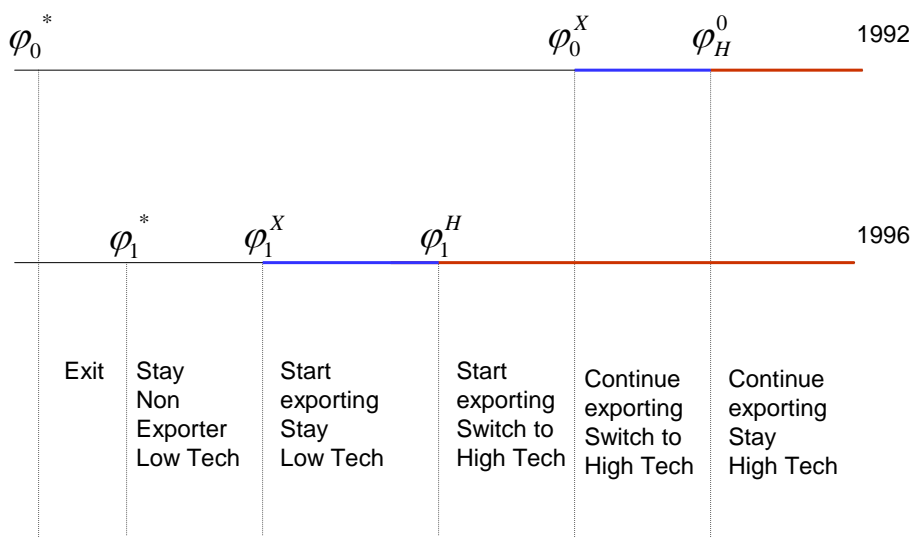 φ₀* φ₀ˣ φ_H⁰ 1992
φ₁* φ₁ˣ φ₁ᴴ 1996
Exit
Stay
Non
Exporter
Low Tech
Start
exporting
Stay
Low Tech
Start
exporting
Switch to
High Tech
Continue
exporting
Switch to
High Tech
Continue
exporting
Stay
High Tech